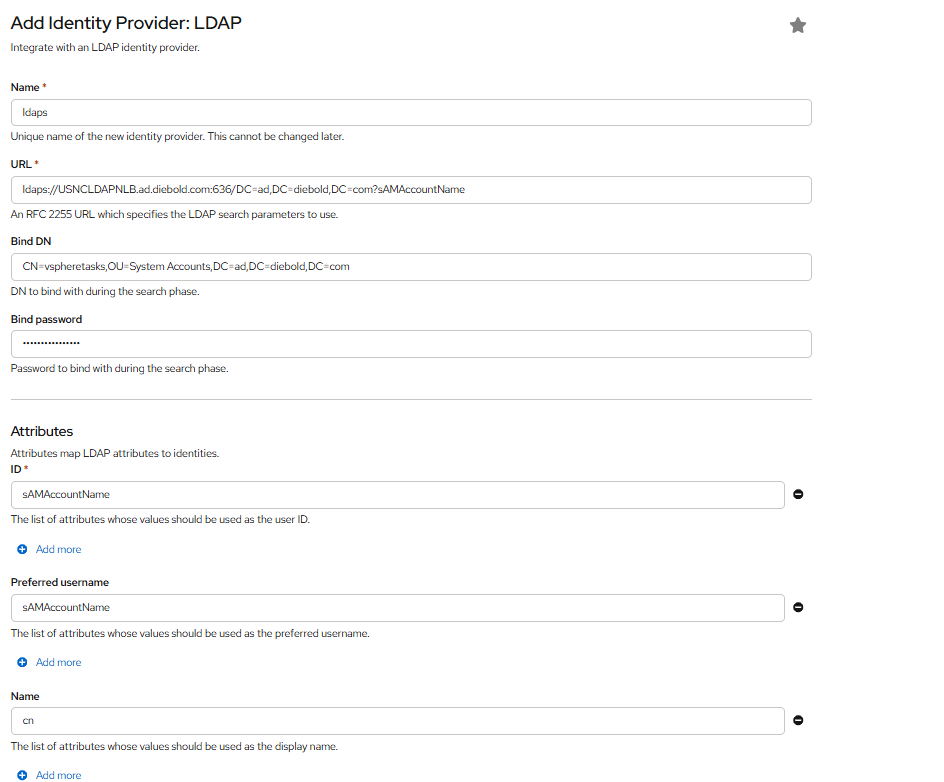 Add Identity Provider: LDAP
Integrate with an LDAP identity provider.
Name *
ldaps
Unique name of the new identity provider. This cannot be changed later.
URL *
ldaps://USNCLDAPNLB.ad.diebold.com:636/DC=ad,DC=diebold,DC=com?sAMAccountName
An RFC 2255 URL which specifies the LDAP search parameters to use.
Bind DN
CN=vspheretasks,OU=System Accounts,DC=ad,DC=diebold,DC=com
DN to bind with during the search phase.
Bind password
••••••••••••••••
Password to bind with during the search phase.
Attributes
Attributes map LDAP attributes to identities.
ID *
sAMAccountName
The list of attributes whose values should be used as the user ID.
Add more
Preferred username
sAMAccountName
The list of attributes whose values should be used as the preferred username.
Add more
Name
cn
The list of attributes whose values should be used as the display name.
Add more